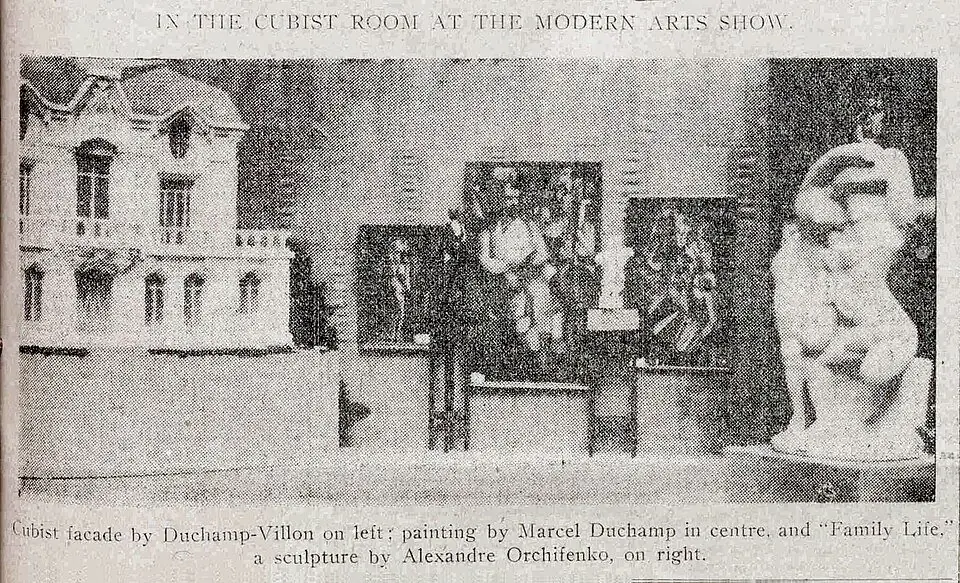 IN THE CUBIST ROOM AT THE MODERN ARTS SHOW.
Cubist facade by Duchamp-Villon on left; painting by Marcel Duchamp in centre, and "Family Life,"
a sculpture by Alexandre Orchifenko, on right.